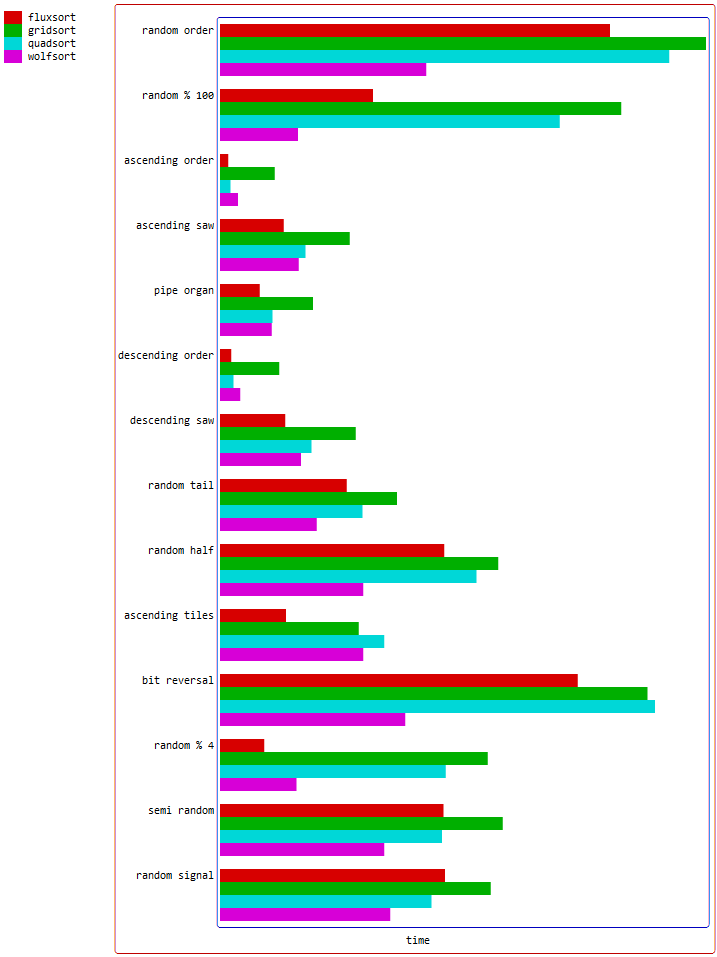 fluxsort
gridsort
quadsort
wolfsort
random order
random % 100
ascending order
ascending saw
pipe organ
descending order
descending saw
random tail
random half
ascending tiles
bit reversal
random % 4
semi random
random signal
time